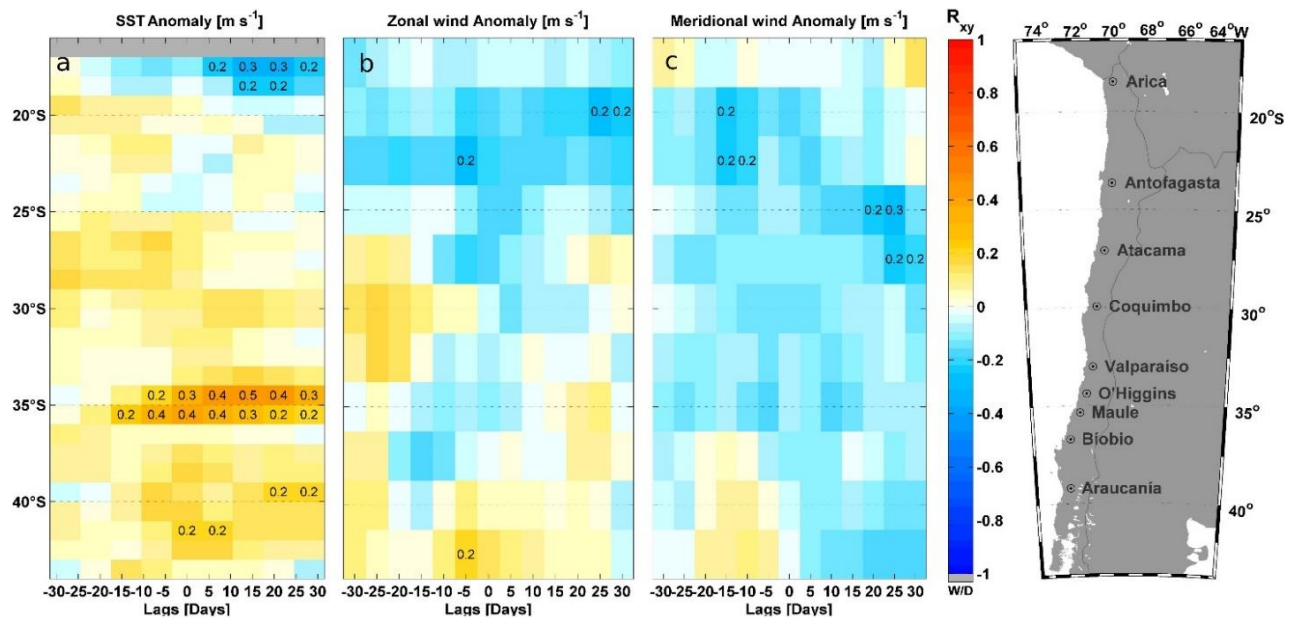 SST Anomaly [m s⁻¹]
a
0.2 0.3 0.3 0.2
0.2 0.2
0.2 0.3 0.4 0.5 0.4 0.3
0.2 0.4 0.4 0.4 0.3 0.2 0.2
0.2 0.2
0.2 0.2
20°S
25°S
30°S
35°S
40°S
-30-25-20-15-10 -5 0 5 10 15 20 25 30
Lags [Days]
Zonal wind Anomaly [m s⁻¹]
b
0.2 0.2
0.2
0.2
-30-25-20-15-10 -5 0 5 10 15 20 25 30
Lags [Days]
Meridional wind Anomaly [m s⁻¹]
c
0.2
0.2 0.2
0.2 0.3
0.2 0.2
-30-25-20-15-10 -5 0 5 10 15 20 25 30
Lags [Days]
Rxy
1
0.8
0.6
0.4
0.2
0
-0.2
-0.4
-0.6
-0.8
-1
W/D
74° 70° 66° 64°W
Arica
20°S
Antofagasta
25°
Atacama
Coquimbo
30°
Valparaíso
O'Higgins
35°
Maule
Bíobio
Araucanía
40°